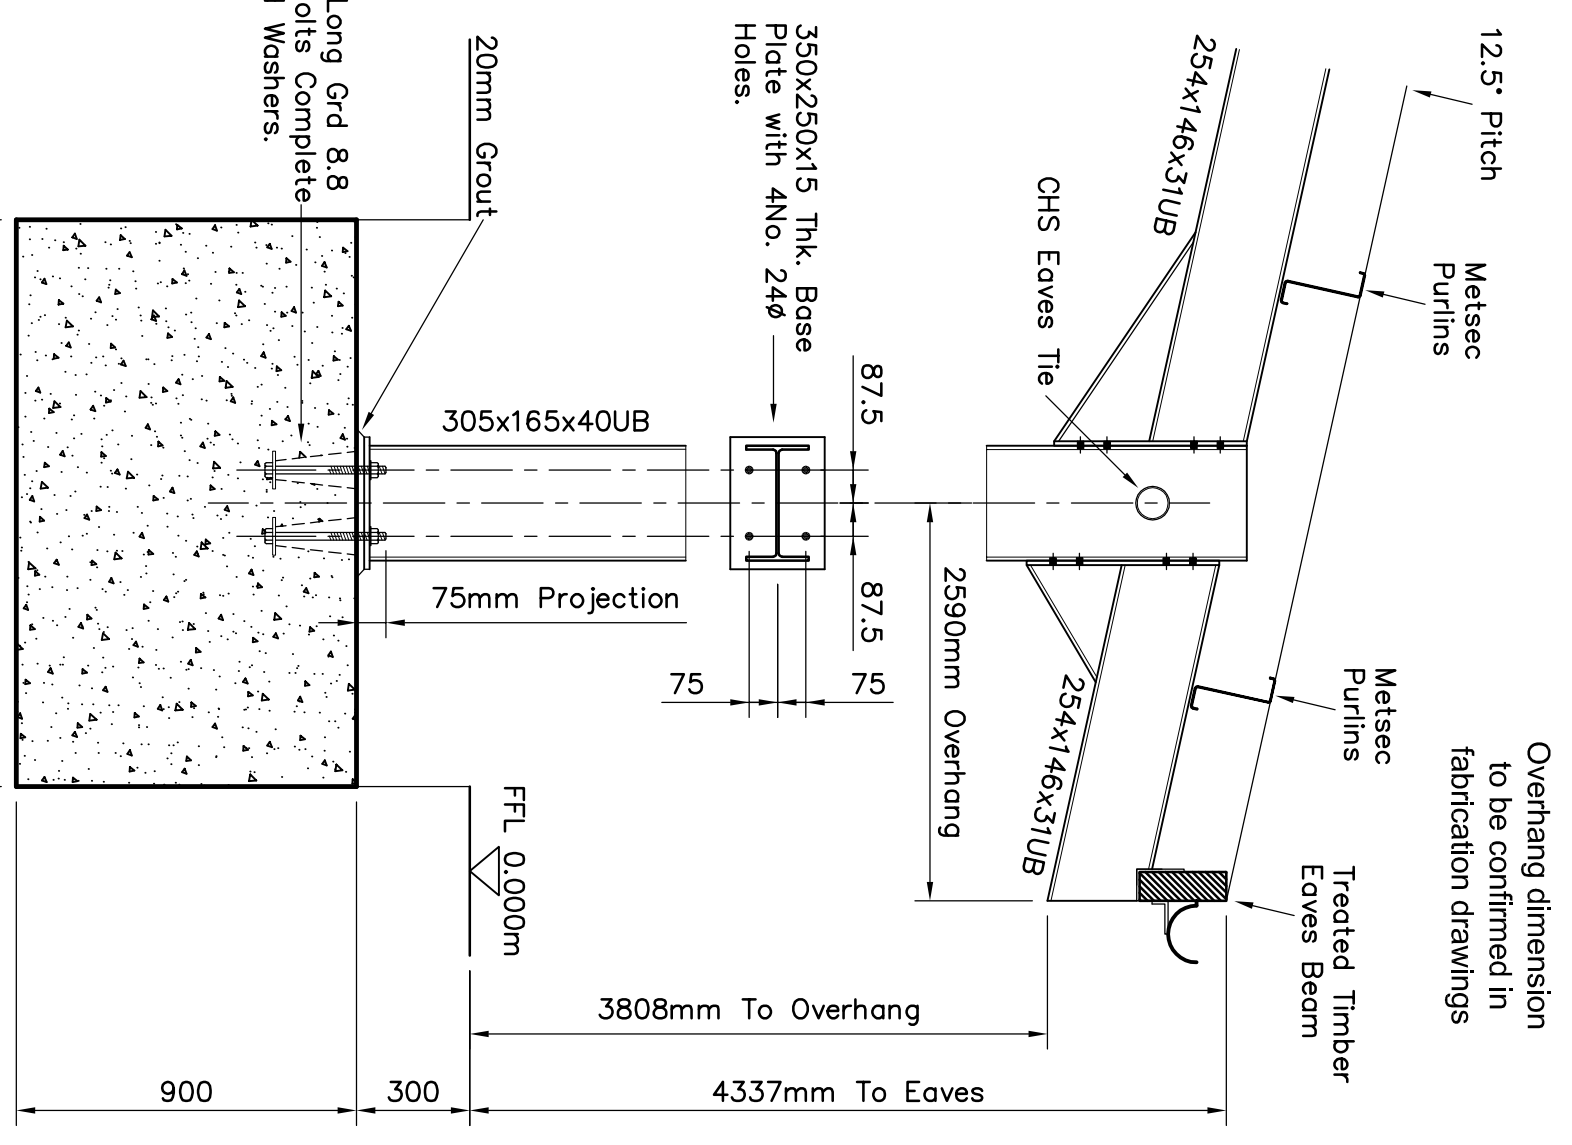 Overhang dimension
to be confirmed in
fabrication drawings
12.5° Pitch
Metsec
Purlins
Metsec
Purlins
Treated Timber
Eaves Beam
254x146x31UB
254x146x31UB
CHS Eaves Tie
2590mm Overhang
350x250x15 Thk. Base
Plate with 4No. 24ø
Holes.
87.5
87.5
75
75
305x165x40UB
75mm Projection
20mm Grout
FFL 0.000m
Long Grd 8.8
olts Complete
Washers.
3808mm To Overhang
4337mm To Eaves
300
900